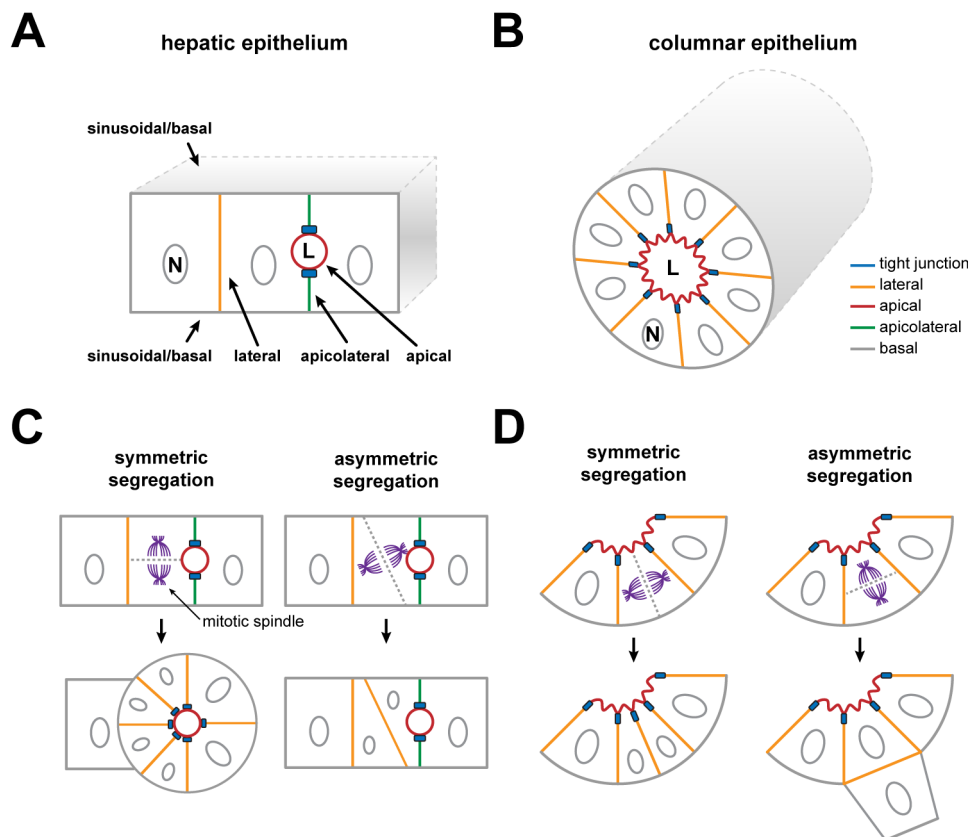 A
hepatic epithelium
sinusoidal/basal
N
L
sinusoidal/basal
lateral
apicolateral
apical
B
columnar epithelium
L
N
tight junction
lateral
apical
apicolateral
basal
C
symmetric
segregation
asymmetric
segregation
mitotic spindle
D
symmetric
segregation
asymmetric
segregation